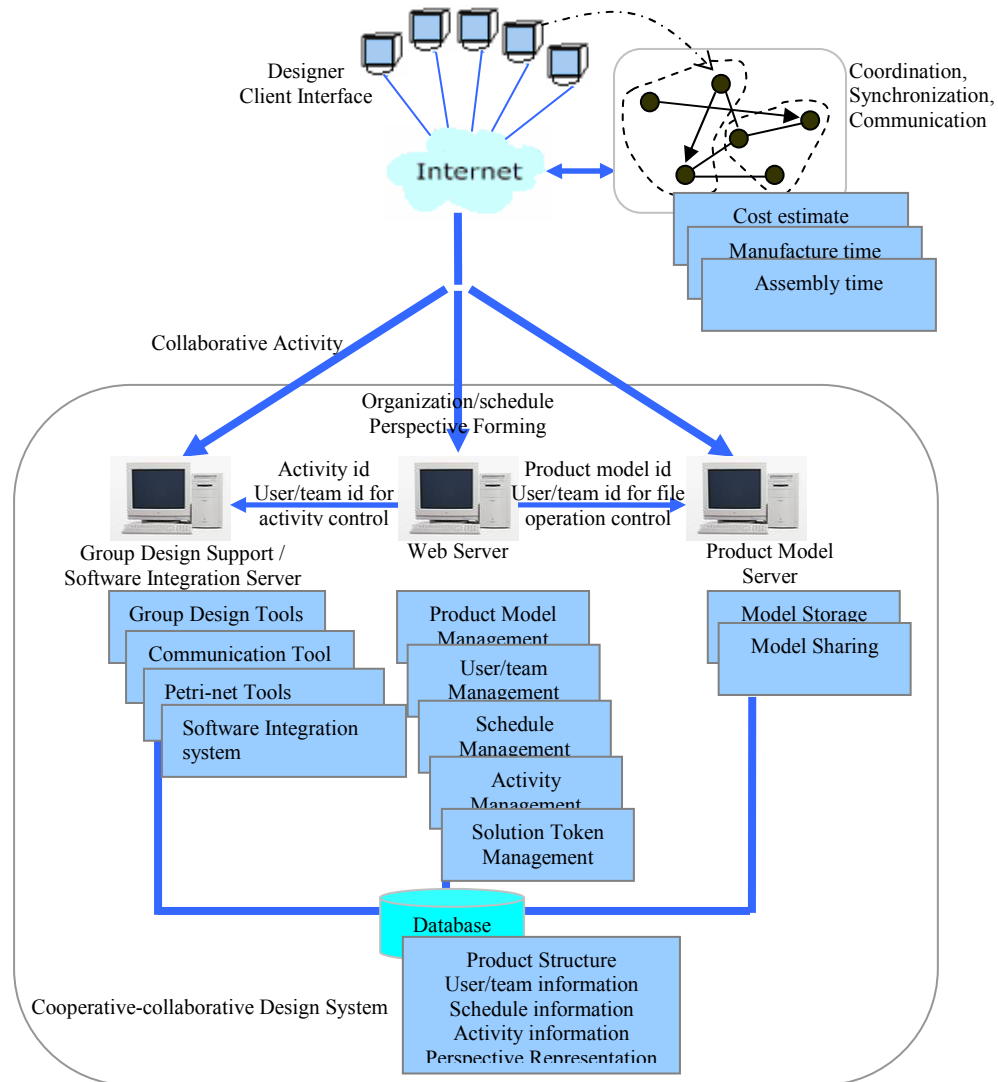 Designer
Client Interface
Coordination,
Synchronization,
Communication
Internet
Cost estimate
Manufacture time
Assembly time
Collaborative Activity
Organization/schedule
Perspective Forming
Activity id
User/team id for
activity control
Product model id
User/team id for file
operation control
Group Design Support /
Software Integration Server
Web Server
Product Model
Server
Group Design Tools
Communication Tool
Petri-net Tools
Software Integration
system
Product Model
Management
User/team
Management
Schedule
Management
Activity
Management
Solution Token
Management
Model Storage
Model Sharing
Database
Product Structure
User/team information
Schedule information
Activity information
Perspective Representation
Cooperative-collaborative Design System